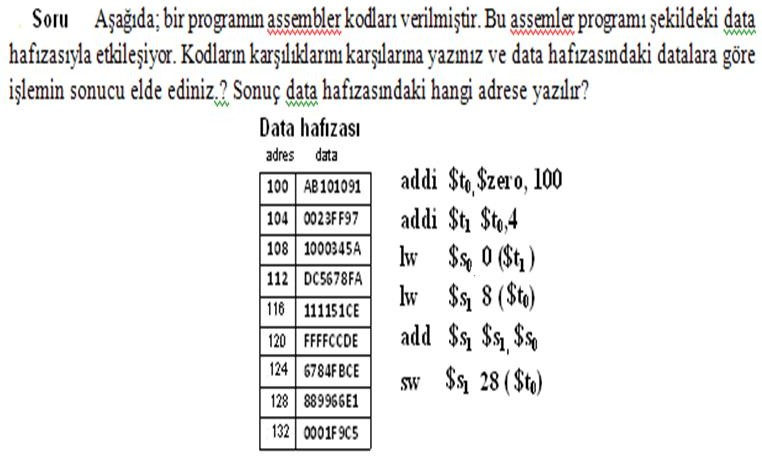 Soru Aşağıda; bir programın assembler kodları verilmiştir. Bu assemler programı şekildeki data
hafızasıyla etkileşiyor. Kodların karşılıklarını karşılarına yazınız ve data hafızasındaki datalara göre
işlemin sonucu elde ediniz.? Sonuç data hafızasındaki hangi adrese yazılır?
Data hafızası
adres data
100 AB101091
104 0023FF97
108 1000345A
112 DC5678FA
116 111151CE
120 FFFFCCDE
124 6784FBCE
128 889966E1
132 0001F9C5
addi $t0, $zero, 100
addi $t1 $t0,4
lw $s0 0 ($t1)
lw $s1 8 ($t0)
add $s1 $s1, $s0
sw $s1 28 ($t0)